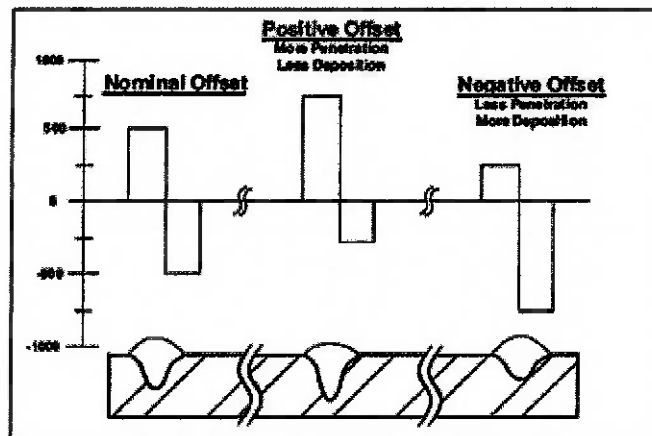 Positive Offset
More Penetration
Less Deposition
Nominal Offset
Negative Offset
Less Penetration
More Deposition
1000
500
0
-500
-1000